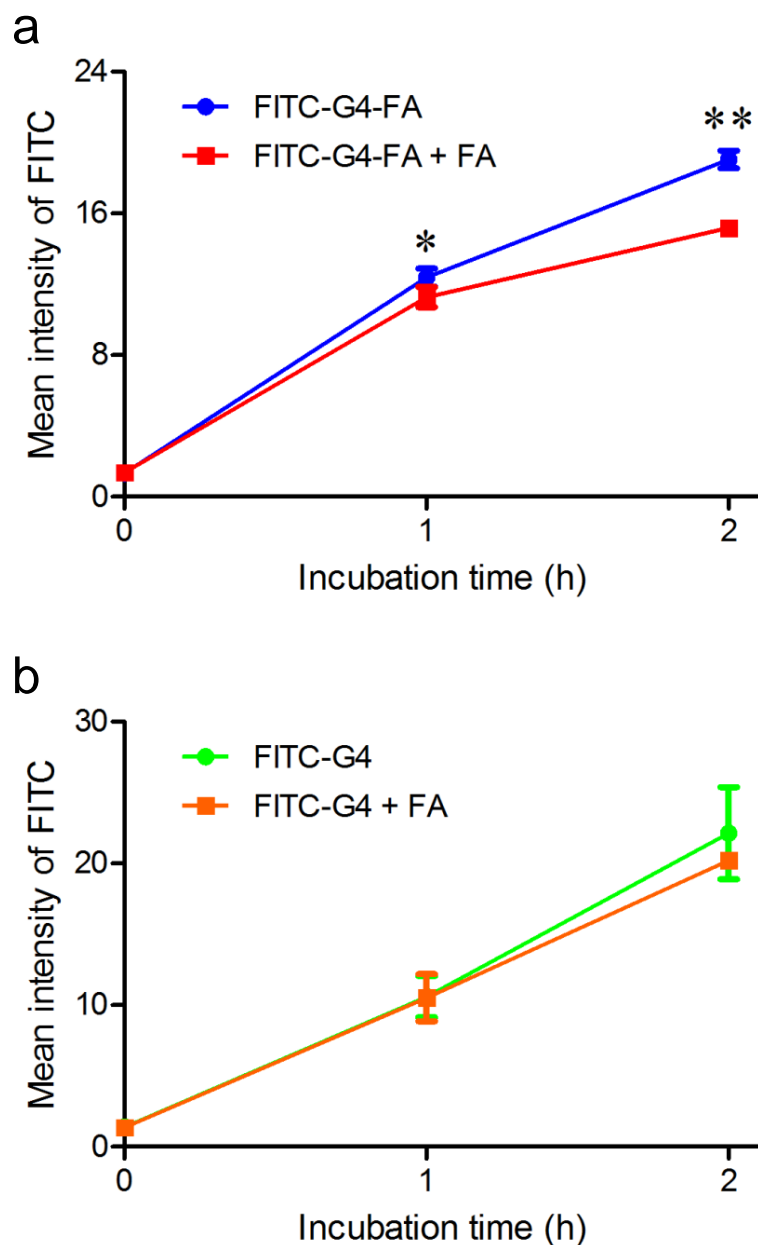 a
24
16
8
0
Mean intensity of FITC
FITC-G4-FA
FITC-G4-FA + FA
*
**
0 1 2
Incubation time (h)
b
30
20
10
0
Mean intensity of FITC
FITC-G4
FITC-G4 + FA
0 1 2
Incubation time (h)